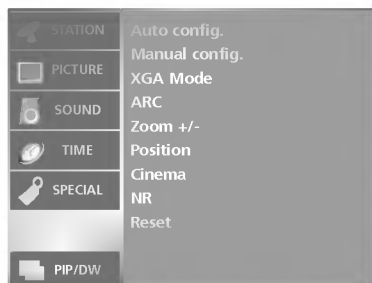 STATION
PICTURE
SOUND
TIME
SPECIAL
PIP/DW
Auto config.
Manual config.
XGA Mode
ARC
Zoom +/-
Position
Cinema
NR
Reset